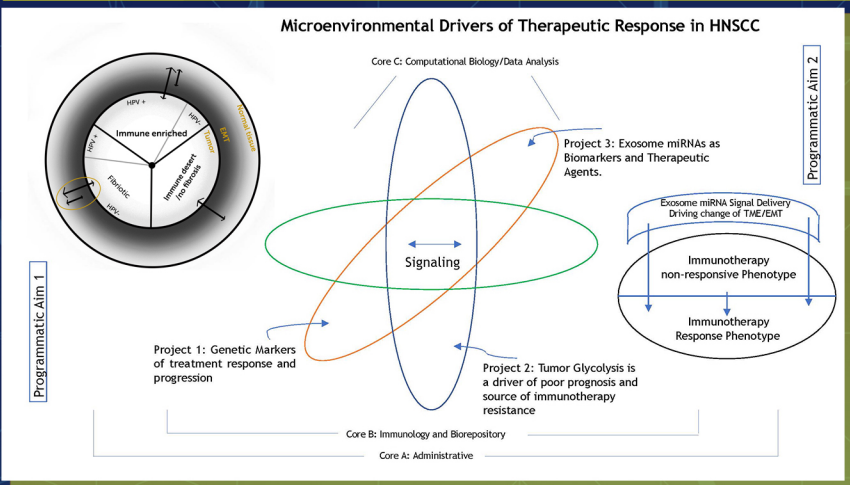 Microenvironmental Drivers of Therapeutic Response in HNSCC
Core C: Computational Biology/Data Analysis
Programmatic Aim 2
HPV +
HPV-
Immune enriched
HPV +
Fibriotic
HPV-
Immune desert
/no fibrosis
Tumor
EMT
Normal tissue
Project 3: Exosome miRNAs as
Biomarkers and Therapeutic
Agents.
Exosome miRNA Signal Delivery
Driving change of TME/EMT
Immunotherapy
non-responsive Phenotype
Immunotherapy
Response Phenotype
Signaling
Programmatic Aim 1
Project 1: Genetic Markers
of treatment response and
progression
Project 2: Tumor Glycolysis is
a driver of poor prognosis and
source of immunotherapy
resistance
Core B: Immunology and Biorepository
Core A: Administrative